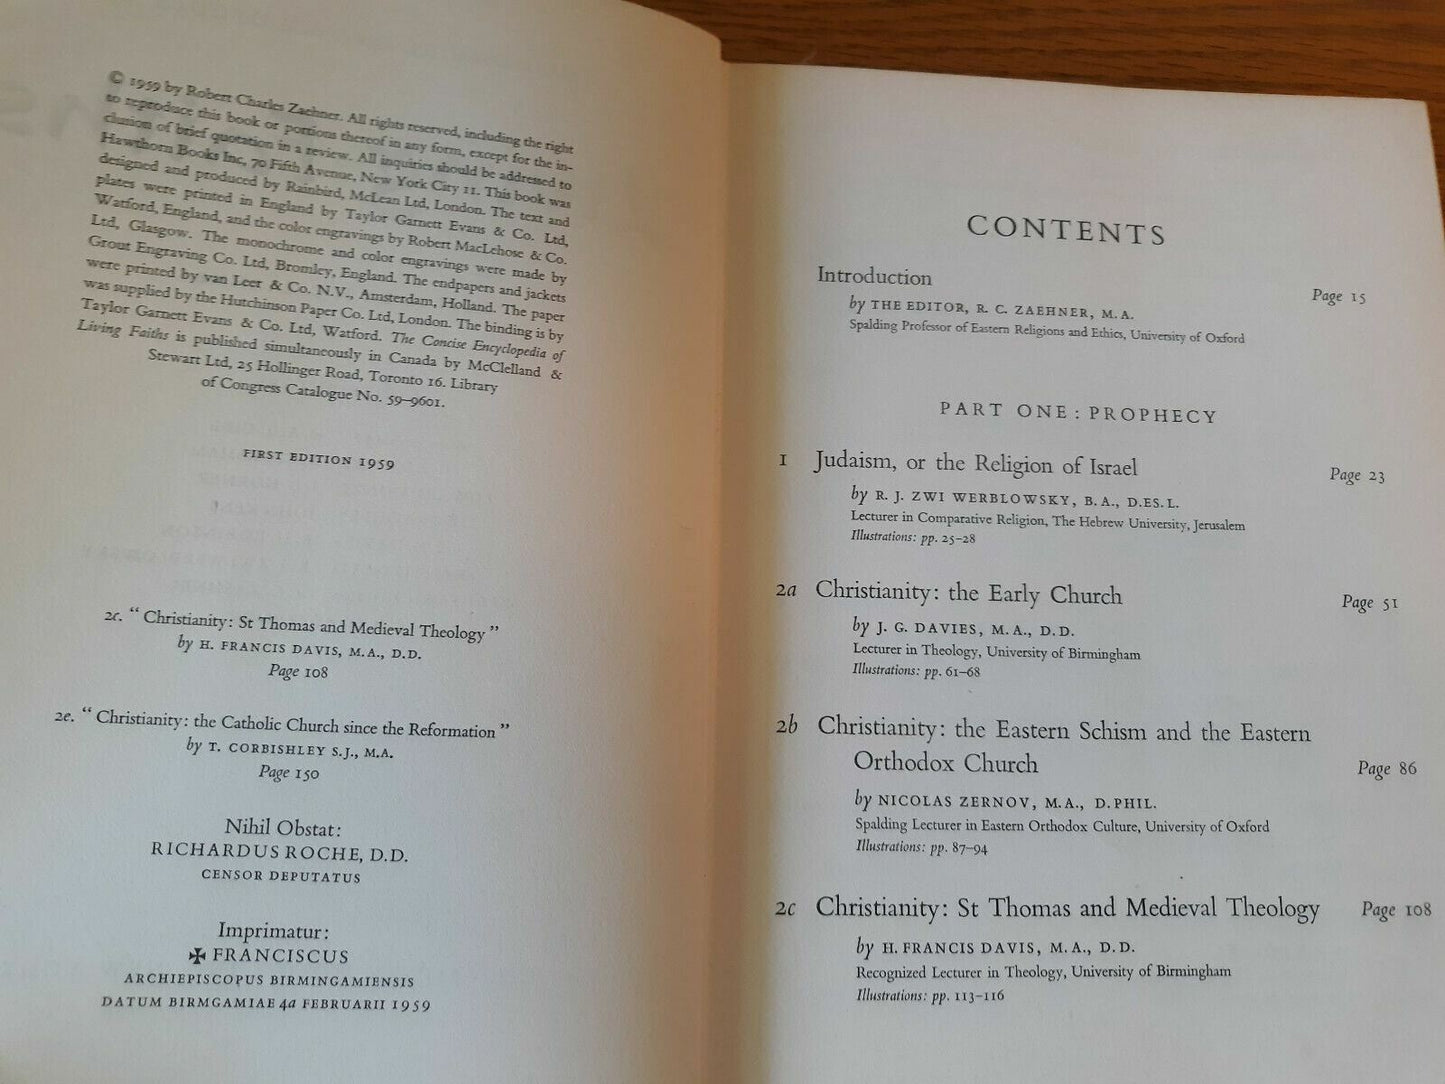 © 1959 by Robert Charles Zaehner. All rights reserved, including the right
to reproduce this book or portions thereof in any form, except for the in-
clusion of brief quotation in a review. All inquiries should be addressed to
Hawthorn Books Inc, 70 Fifth Avenue, New York City 11. This book was
designed and produced by Rainbird, McLean Ltd, London. The text and
plates were printed in England by Taylor Garnett Evans & Co. Ltd,
Watford, England, and the color engravings by Robert MacLehose & Co.
Ltd, Glasgow. The monochrome and color engravings were made by
Grout Engraving Co. Ltd, Bromley, England. The endpapers and jackets
were printed by van Leer & Co. N.V., Amsterdam, Holland. The paper
was supplied by the Hutchinson Paper Co. Ltd, London. The binding is by
Taylor Garnett Evans & Co. Ltd, Watford. The Concise Encyclopedia of
Living Faiths is published simultaneously in Canada by McClelland &
Stewart Ltd, 25 Hollinger Road, Toronto 16. Library
of Congress Catalogue No. 59-9601.
FIRST EDITION 1959
2c. “ Christianity: St Thomas and Medieval Theology ”
by H. FRANCIS DAVIS, M.A., D.D.
Page 108
2e. “ Christianity: the Catholic Church since the Reformation ”
by T. CORBISHLEY S.J., M.A.
Page 150
Nihil Obstat:
RICHARDUS ROCHE, D.D.
CENSOR DEPUTATUS
Imprimatur:
✠ FRANCISCUS
ARCHIEPISCOPUS BIRMINGAMIENSIS
DATUM BIRMGAMIAE 4a FEBRUARII 1959
CONTENTS
Introduction Page 15
by THE EDITOR, R. C. ZAEHNER, M.A.
Spalding Professor of Eastern Religions and Ethics, University of Oxford
PART ONE: PROPHECY
1 Judaism, or the Religion of Israel Page 23
by R. J. ZWI WERBLOWSKY, B.A., D.ES.L.
Lecturer in Comparative Religion, The Hebrew University, Jerusalem
Illustrations: pp. 25-28
2a Christianity: the Early Church Page 51
by J. G. DAVIES, M.A., D.D.
Lecturer in Theology, University of Birmingham
Illustrations: pp. 61-68
2b Christianity: the Eastern Schism and the Eastern
Orthodox Church Page 86
by NICOLAS ZERNOV, M.A., D.PHIL.
Spalding Lecturer in Eastern Orthodox Culture, University of Oxford
Illustrations: pp. 87-94
2c Christianity: St Thomas and Medieval Theology Page 108
by H. FRANCIS DAVIS, M.A., D.D.
Recognized Lecturer in Theology, University of Birmingham
Illustrations: pp. 113-116